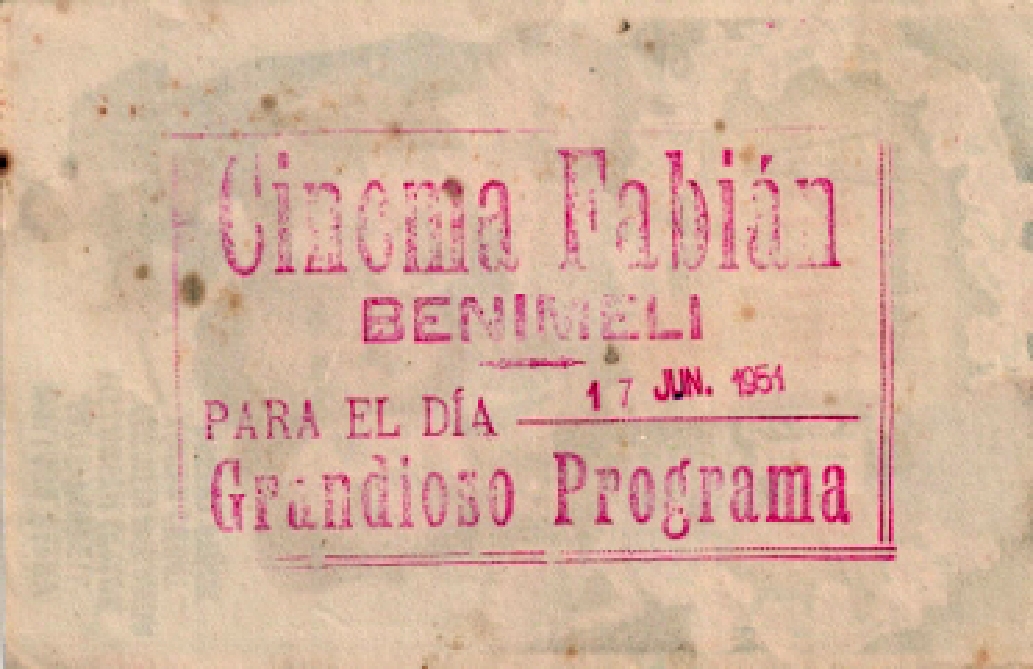 Cinema Fabián
BENIMELI
PARA EL DÍA 17 JUN. 1951
Grandioso Programa